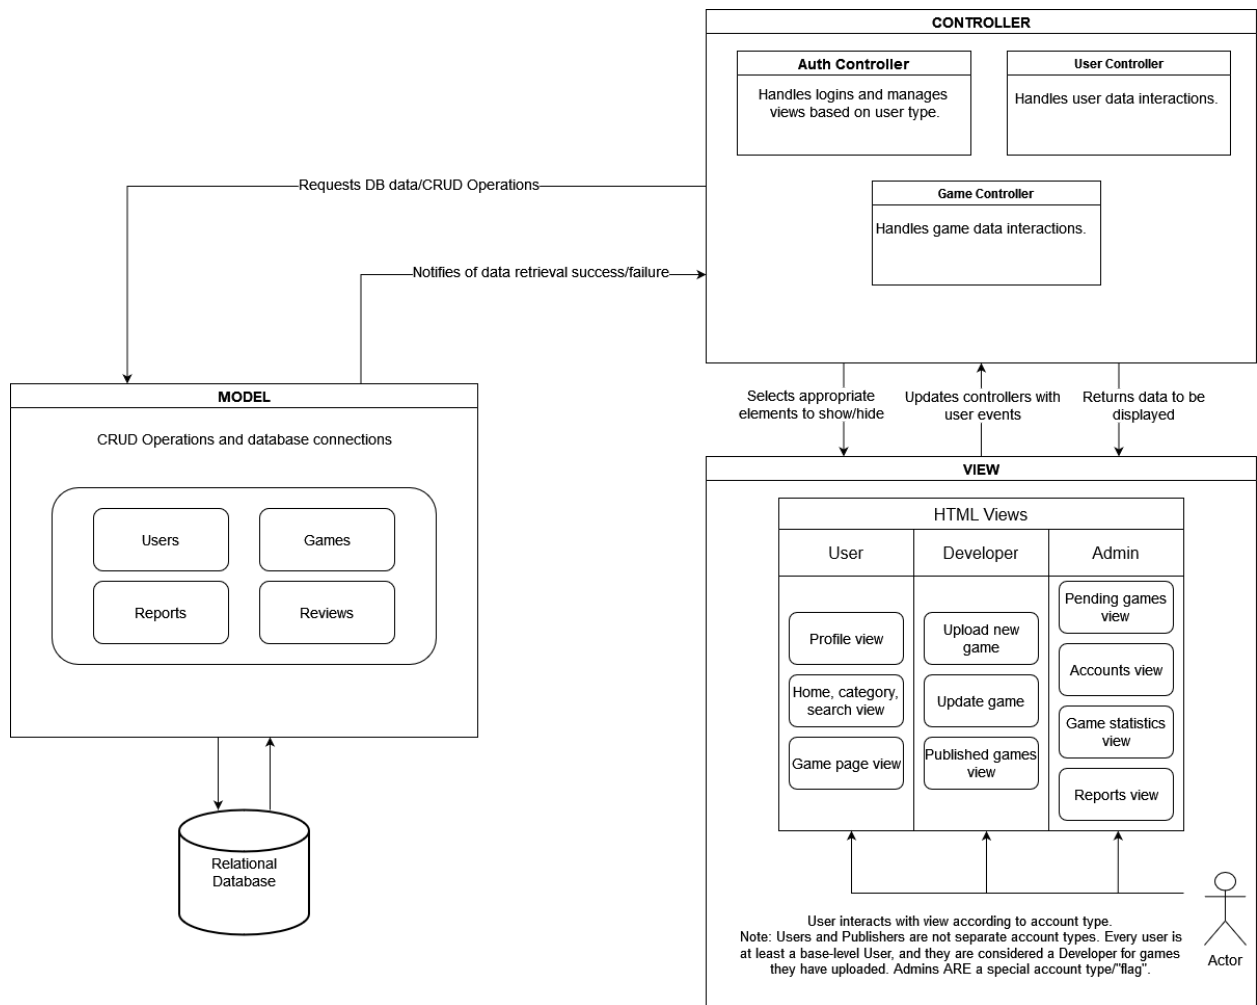 CONTROLLER
Auth Controller
Handles logins and manages
views based on user type.
User Controller
Handles user data interactions.
Game Controller
Handles game data interactions.
Requests DB data/CRUD Operations
Notifies of data retrieval success/failure
MODEL
CRUD Operations and database connections
Users
Games
Reports
Reviews
Relational
Database
Selects appropriate
elements to show/hide
Updates controllers with
user events
Returns data to be
displayed
VIEW
HTML Views
User
Developer
Admin
Profile view
Home, category,
search view
Game page view
Upload new
game
Update game
Published games
view
Pending games
view
Accounts view
Game statistics
view
Reports view
User interacts with view according to account type.
Note: Users and Publishers are not separate account types. Every user is
at least a base-level User, and they are considered a Developer for games
they have uploaded. Admins ARE a special account type/"flag".
Actor